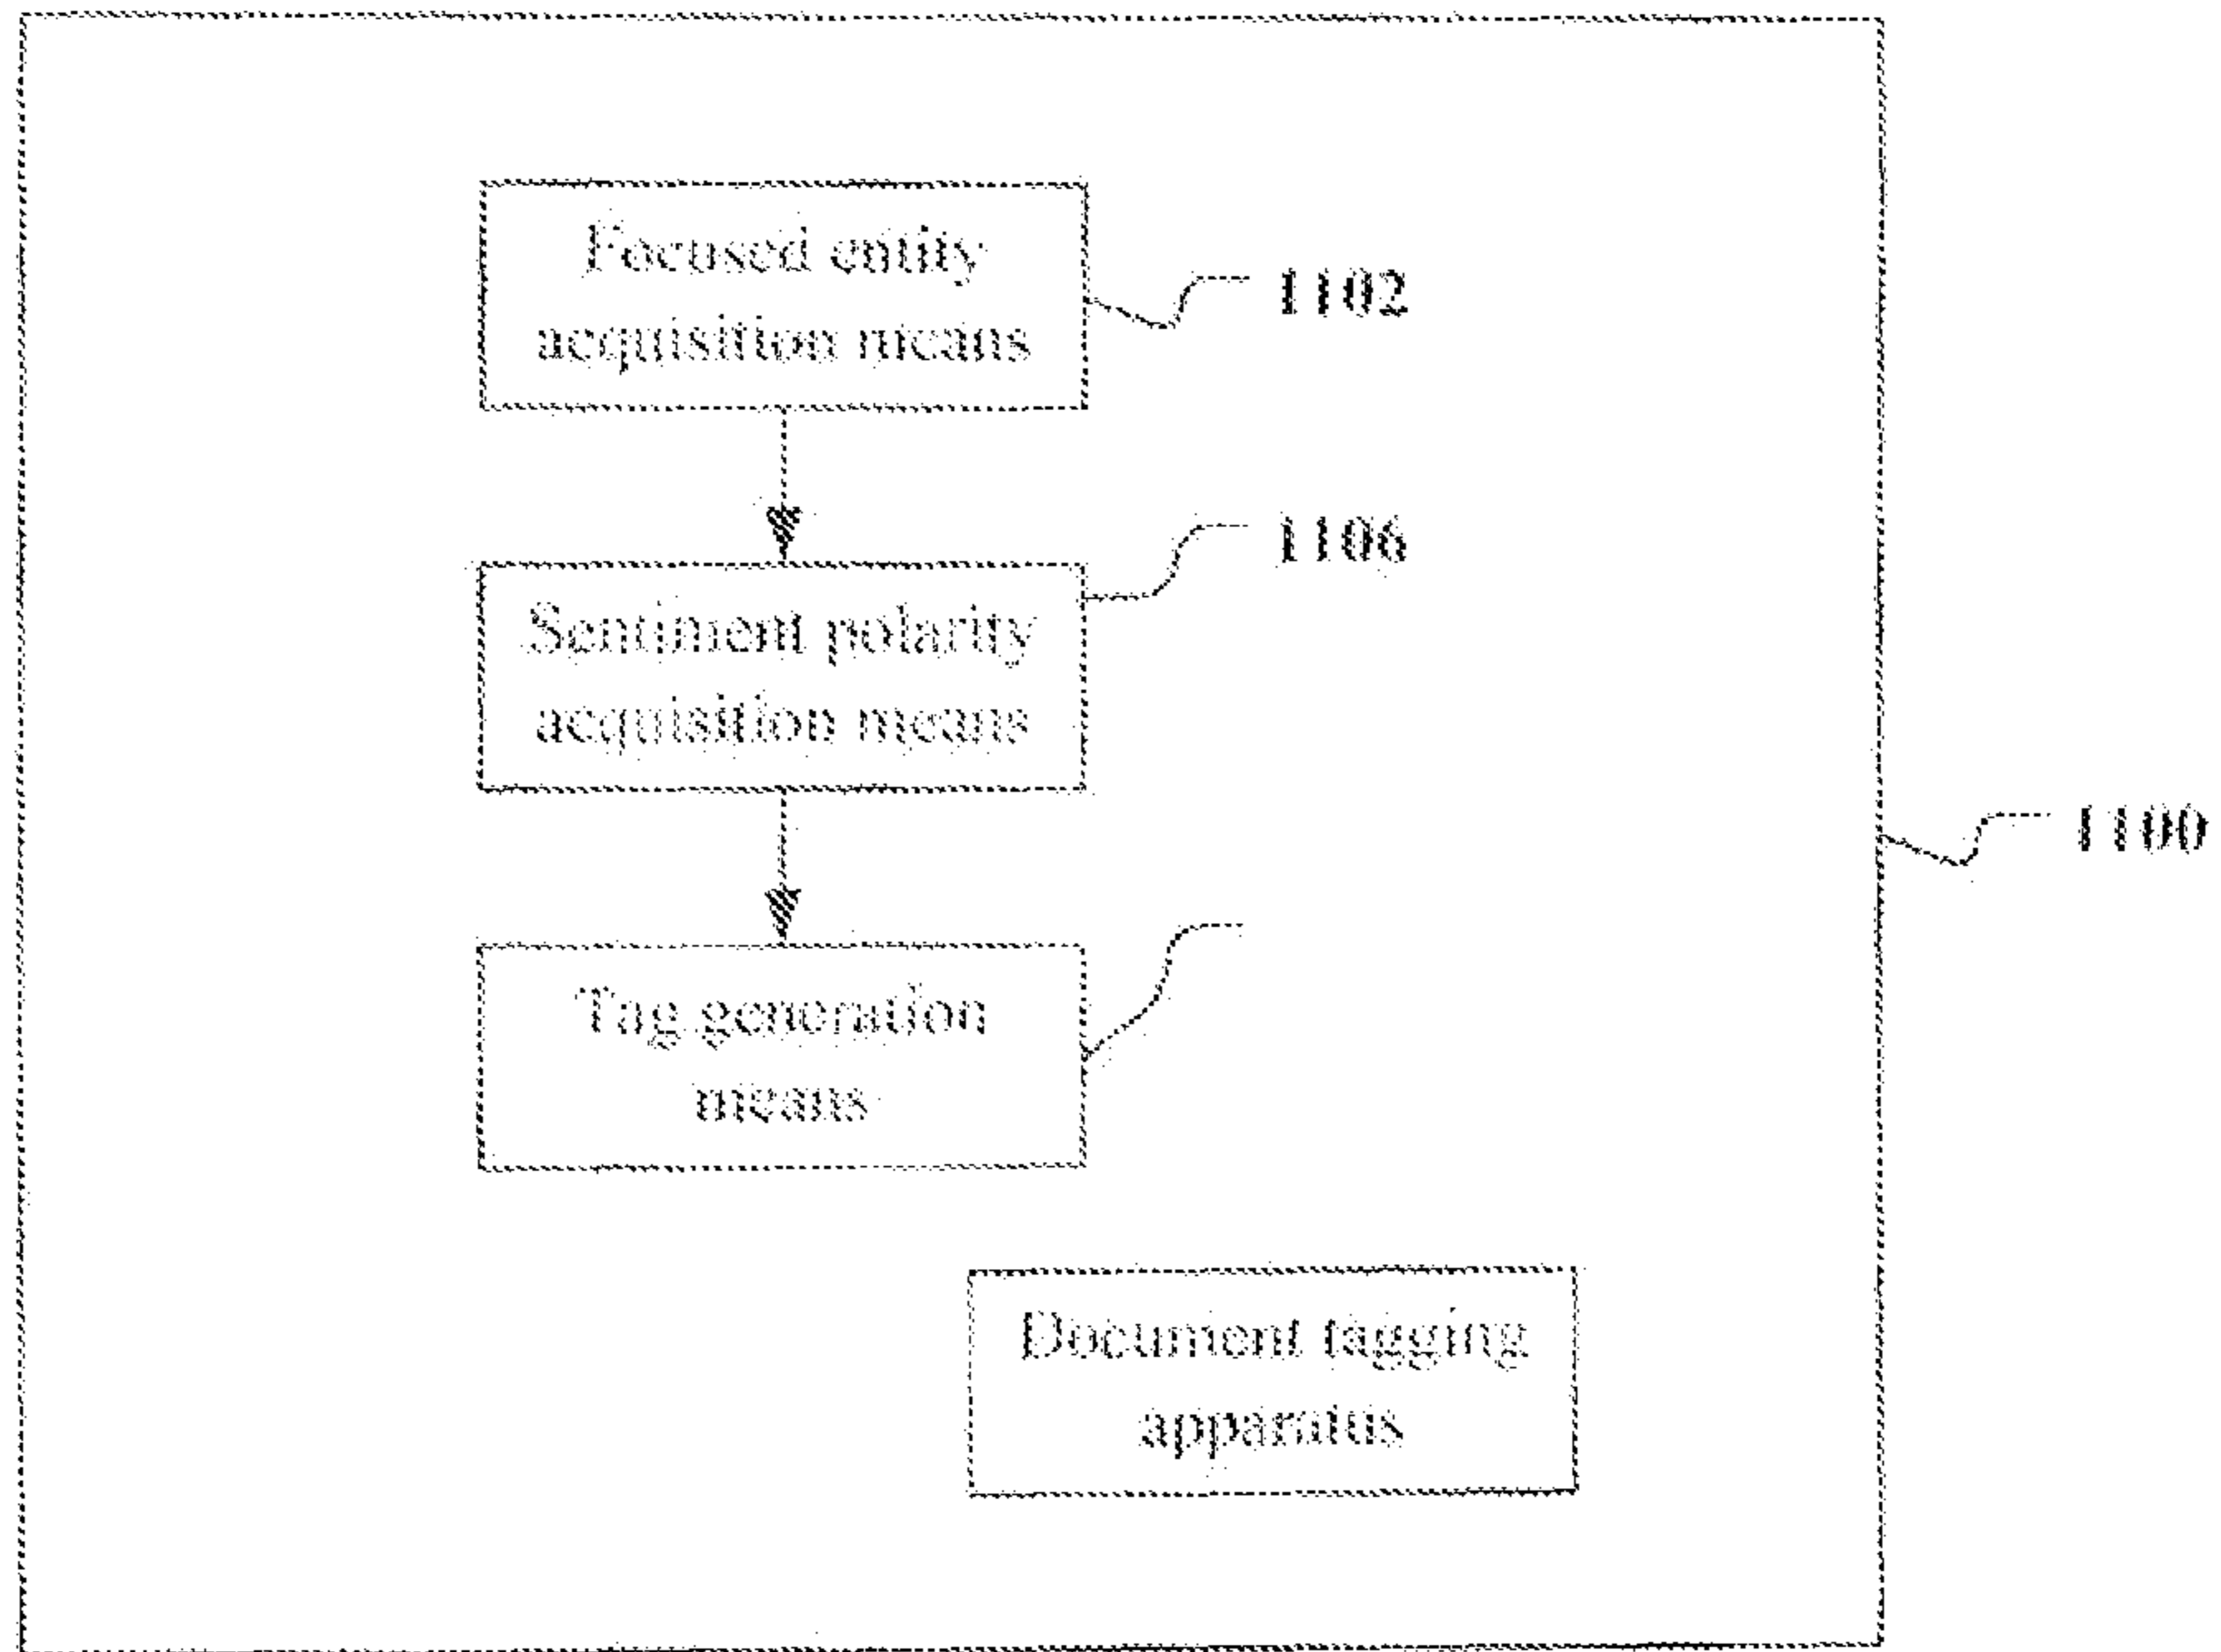 Focused entity
acquisition means
1102
Sentiment polarity
acquisition means
1106
1100
Tag generation
means
Document tagging
apparatus